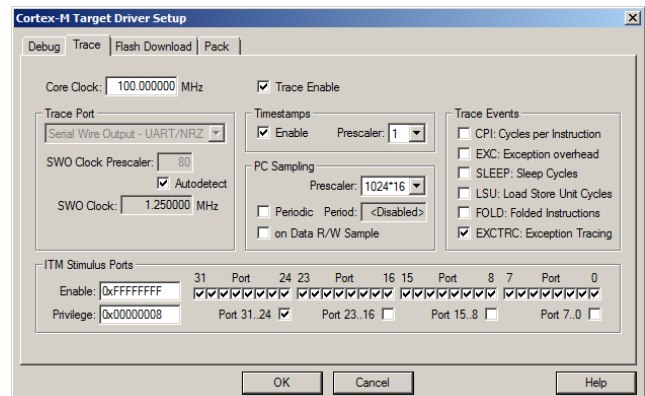 Cortex-M Target Driver Setup
Debug Trace Flash Download Pack
Core Clock: 100.000000 MHz Trace Enable
Trace Port
Serial Wire Output - UART/NRZ
SWO Clock Prescaler: 80
Autodetect
SWO Clock: 1.250000 MHz
Timestamps
Enable Prescaler: 1
PC Sampling
Prescaler: 1024*16
Periodic Period: <Disabled>
on Data R/W Sample
Trace Events
CPI: Cycles per Instruction
EXC: Exception overhead
SLEEP: Sleep Cycles
LSU: Load Store Unit Cycles
FOLD: Folded Instructions
EXCTRC: Exception Tracing
ITM Stimulus Ports
31 Port 24 23 Port 16 15 Port 8 7 Port 0
Enable: 0xFFFFFFFF
Privilege: 0x00000008 Port 31..24 Port 23..16 Port 15..8 Port 7..0
OK Cancel Help